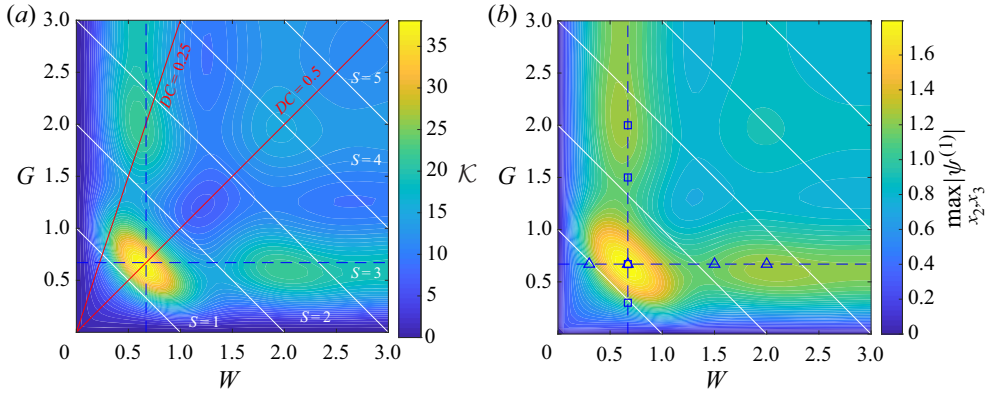 (a)
3.0
2.5
2.0
1.5
1.0
0.5
G
0
0.5
1.0
1.5
2.0
2.5
3.0
W
DC = 0.25
DC = 0.5
S = 5
S = 4
S = 3
S = 2
S = 1
35
30
25
20
15
10
5
0
K
(b)
3.0
2.5
2.0
1.5
1.0
0.5
G
0
0.5
1.0
1.5
2.0
2.5
3.0
W
1.6
1.4
1.2
1.0
0.8
0.6
0.4
0.2
0
max|ψ^(1)|
x₂,x₃